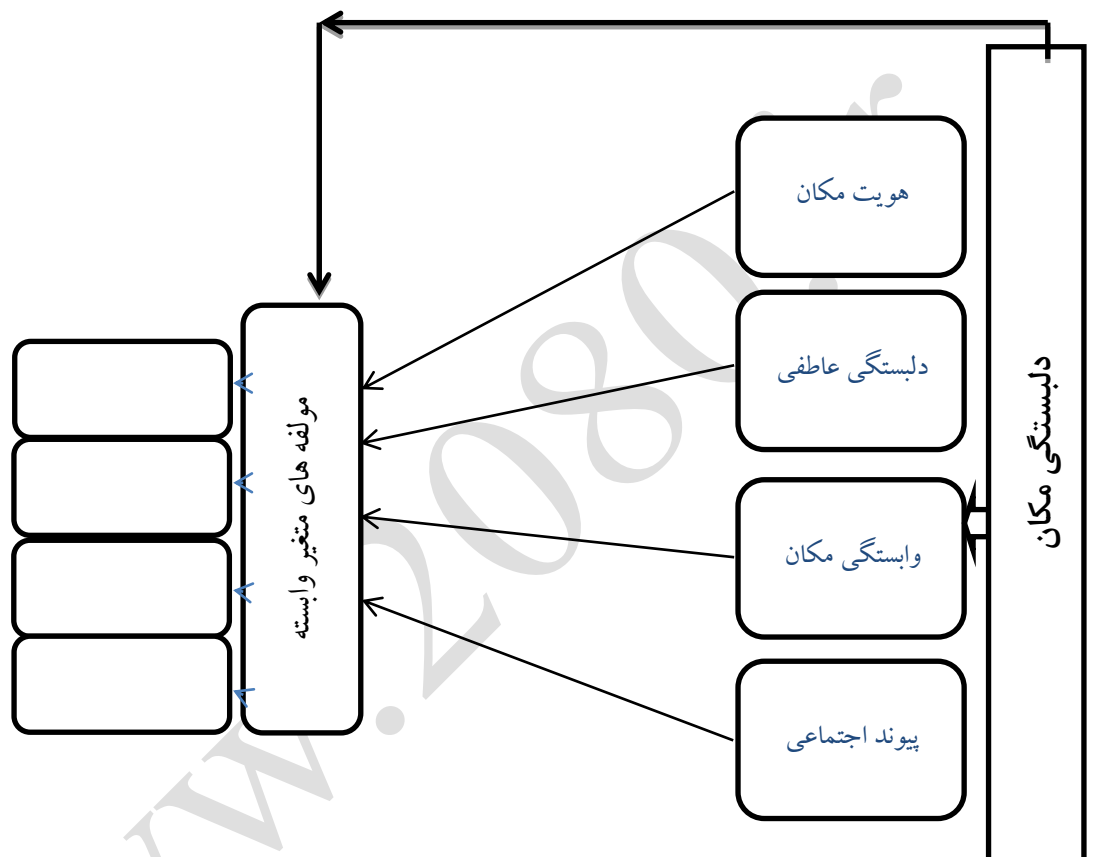 دلبستگی مکان
هویت مکان
دلبستگی عاطفی
وابستگی مکان
پیوند اجتماعی
مولفه های متغیر وابسته